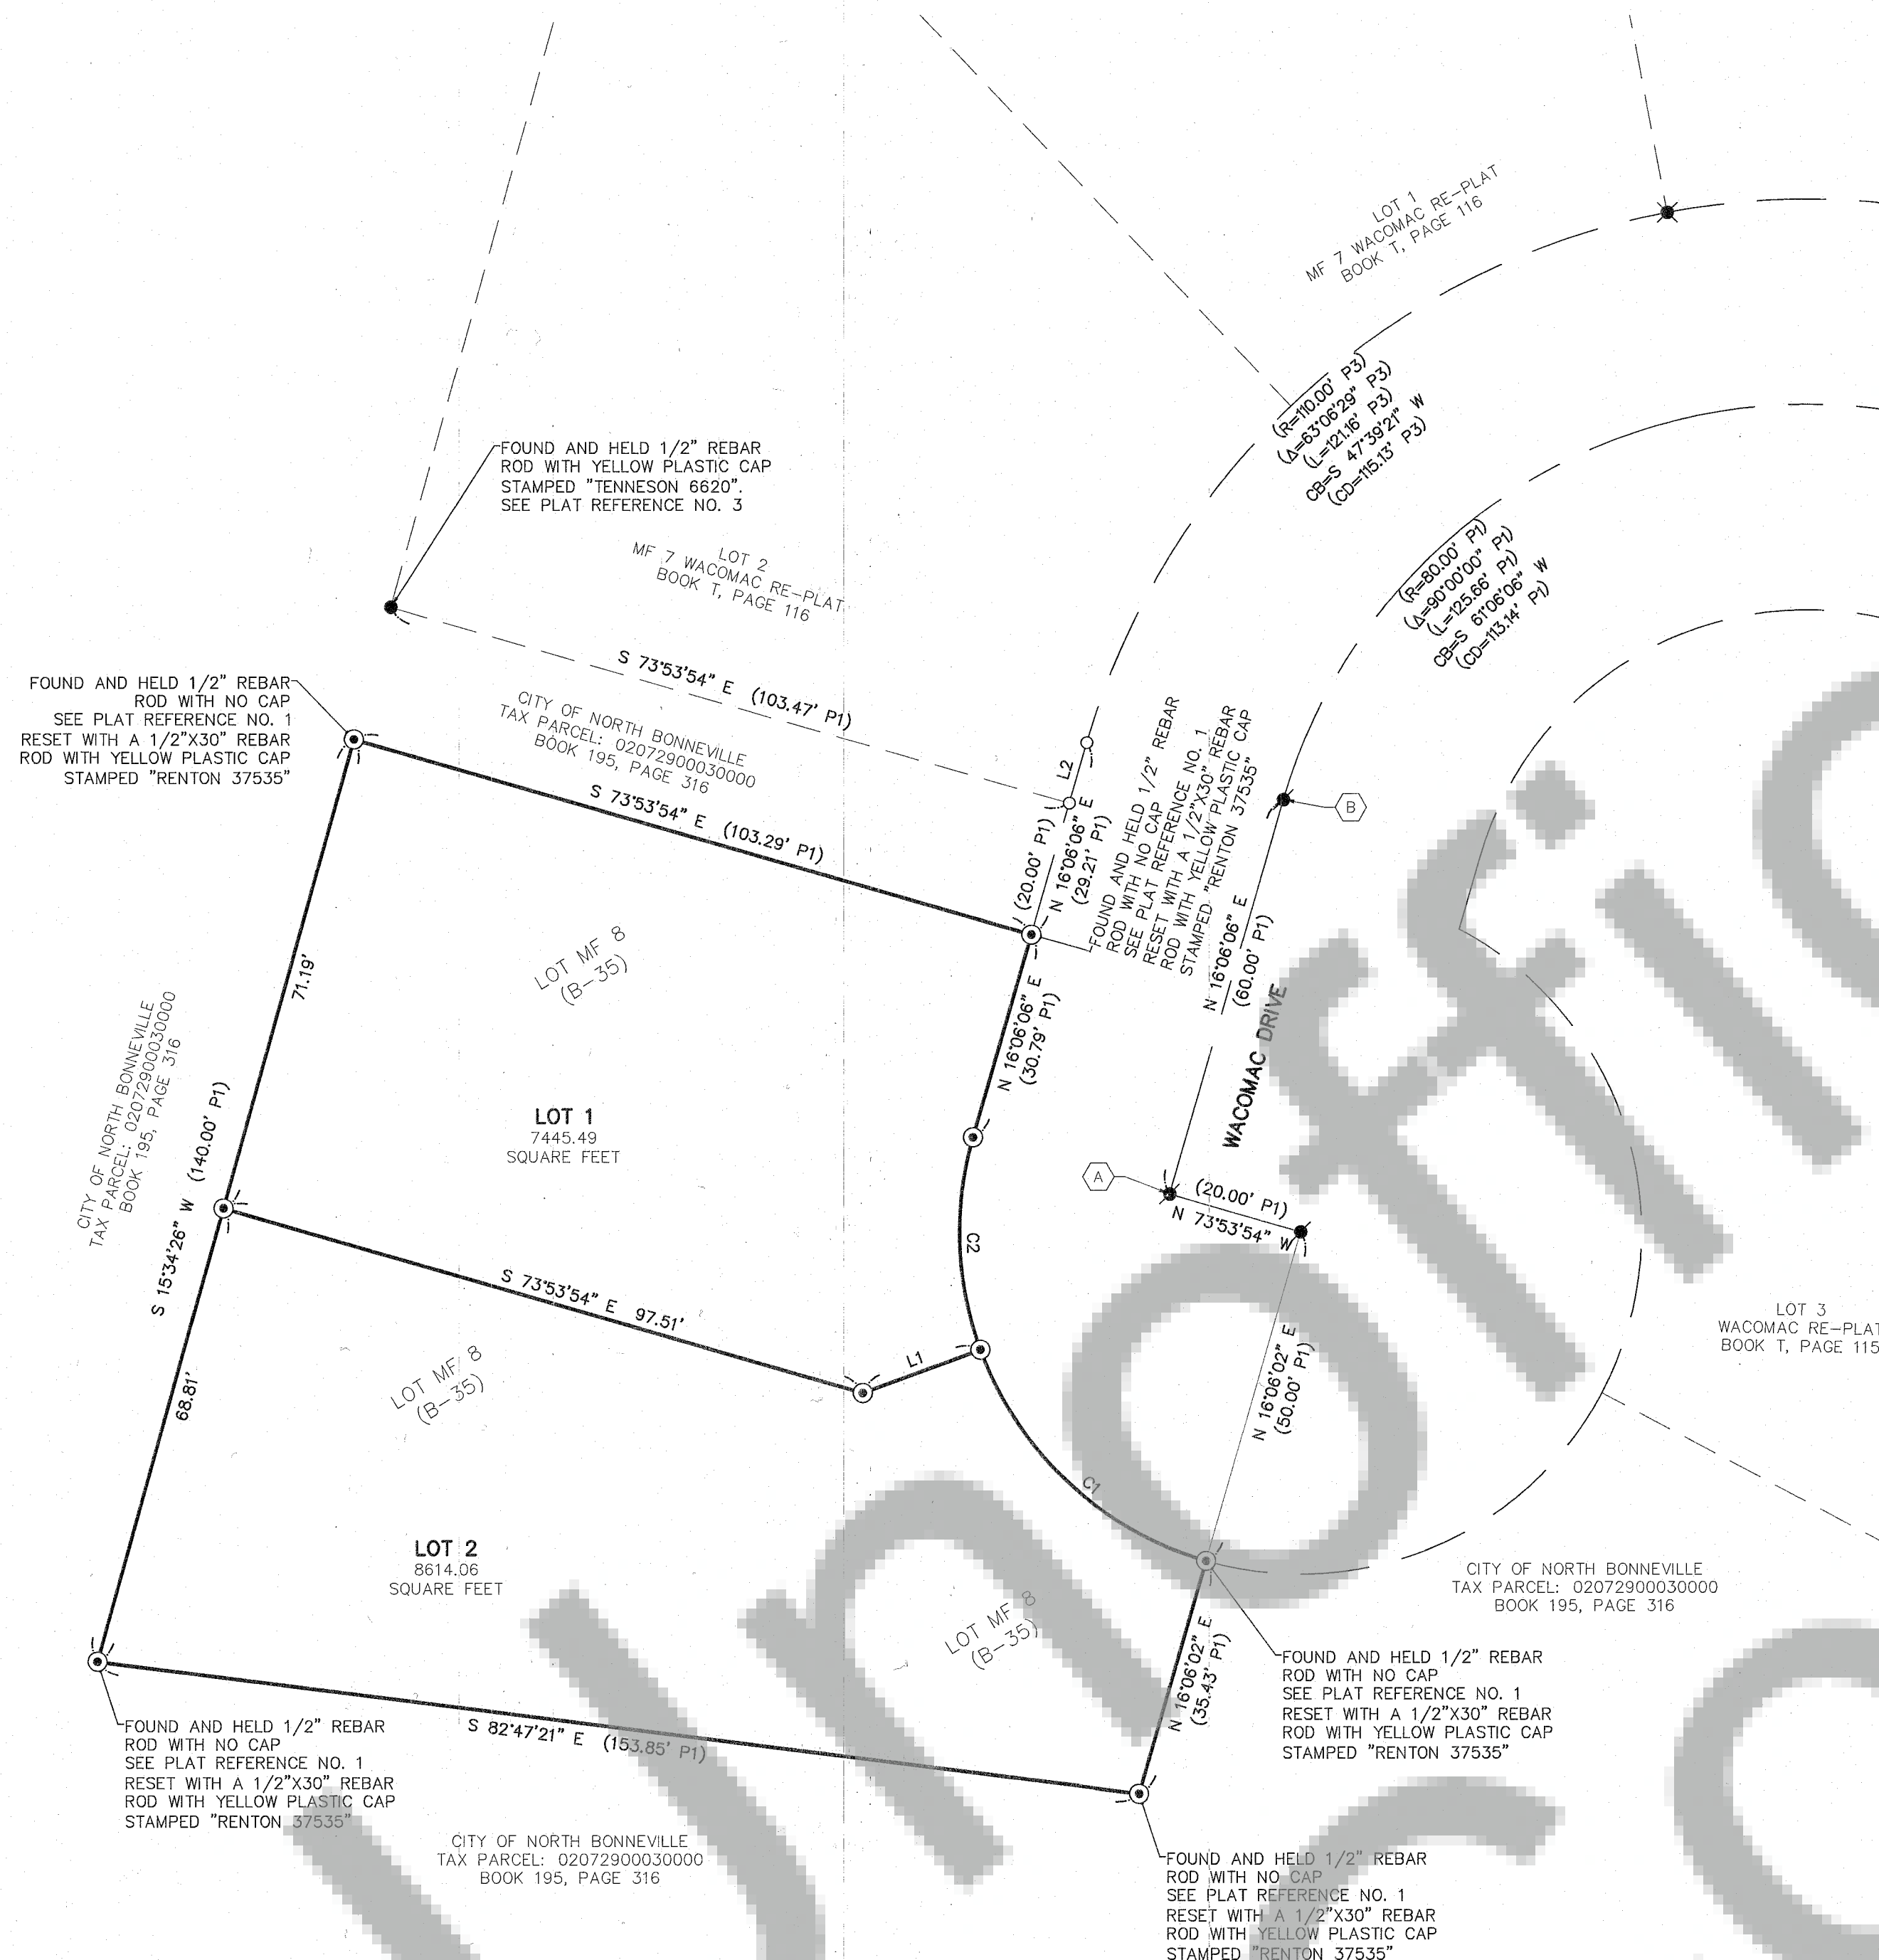 LOT 1
MF 7 WACOMAC RE-PLAT
BOOK T, PAGE 116
(R=110.00' P3)
(Δ=63°06'29" P3)
(L=121.16' P3)
CB=S 47°39'21" W
(CD=115.13' P3)
FOUND AND HELD 1/2" REBAR
ROD WITH YELLOW PLASTIC CAP
STAMPED "TENNESON 6620".
SEE PLAT REFERENCE NO. 3
(R=80.00' P1)
(Δ=90°00'00" P1)
(L=125.66' P1)
CB=S 61°06'06" W
(CD=113.14' P1)
LOT 2
MF 7 WACOMAC RE-PLAT
BOOK T, PAGE 116
S 73°53'54" E (103.47' P1)
FOUND AND HELD 1/2" REBAR
ROD WITH NO CAP
SEE PLAT REFERENCE NO. 1
RESET WITH A 1/2"X30" REBAR
ROD WITH YELLOW PLASTIC CAP
STAMPED "RENTON 37535"
CITY OF NORTH BONNEVILLE
TAX PARCEL: 02072900030000
BOOK 195, PAGE 316
S 73°53'54" E (103.29' P1)
L2
(20.00' P1)
N 16°06'06" E
(29.21' P1)
FOUND AND HELD 1/2" REBAR
ROD WITH NO CAP
SEE PLAT REFERENCE NO. 1
RESET WITH A 1/2"X30" REBAR
ROD WITH YELLOW PLASTIC CAP
STAMPED "RENTON 37535"
B
N 16°06'06" E
(60.00' P1)
WACOMAC DRIVE
LOT MF 8
(B-35)
71.19'
N 16°06'06" E
(30.79' P1)
CITY OF NORTH BONNEVILLE
TAX PARCEL: 02072900030000
BOOK 195, PAGE 316
S 15°34'26" W (140.00' P1)
LOT 1
7445.49
SQUARE FEET
A
(20.00' P1)
N 73°53'54" W
C2
S 73°53'54" E 97.51'
L1
N 16°06'02" E
(50.00' P1)
LOT 3
WACOMAC RE-PLAT
BOOK T, PAGE 115
LOT MF 8
(B-35)
68.81'
C1
LOT 2
8614.06
SQUARE FEET
CITY OF NORTH BONNEVILLE
TAX PARCEL: 02072900030000
BOOK 195, PAGE 316
LOT MF 8
(B-35)
N 16°06'02" E
(35.43' P1)
FOUND AND HELD 1/2" REBAR
ROD WITH NO CAP
SEE PLAT REFERENCE NO. 1
RESET WITH A 1/2"X30" REBAR
ROD WITH YELLOW PLASTIC CAP
STAMPED "RENTON 37535"
S 82°47'21" E (153.85' P1)
FOUND AND HELD 1/2" REBAR
ROD WITH NO CAP
SEE PLAT REFERENCE NO. 1
RESET WITH A 1/2"X30" REBAR
ROD WITH YELLOW PLASTIC CAP
STAMPED "RENTON 37535"
CITY OF NORTH BONNEVILLE
TAX PARCEL: 02072900030000
BOOK 195, PAGE 316
FOUND AND HELD 1/2" REBAR
ROD WITH NO CAP
SEE PLAT REFERENCE NO. 1
RESET WITH A 1/2"X30" REBAR
ROD WITH YELLOW PLASTIC CAP
STAMPED "RENTON 37535"